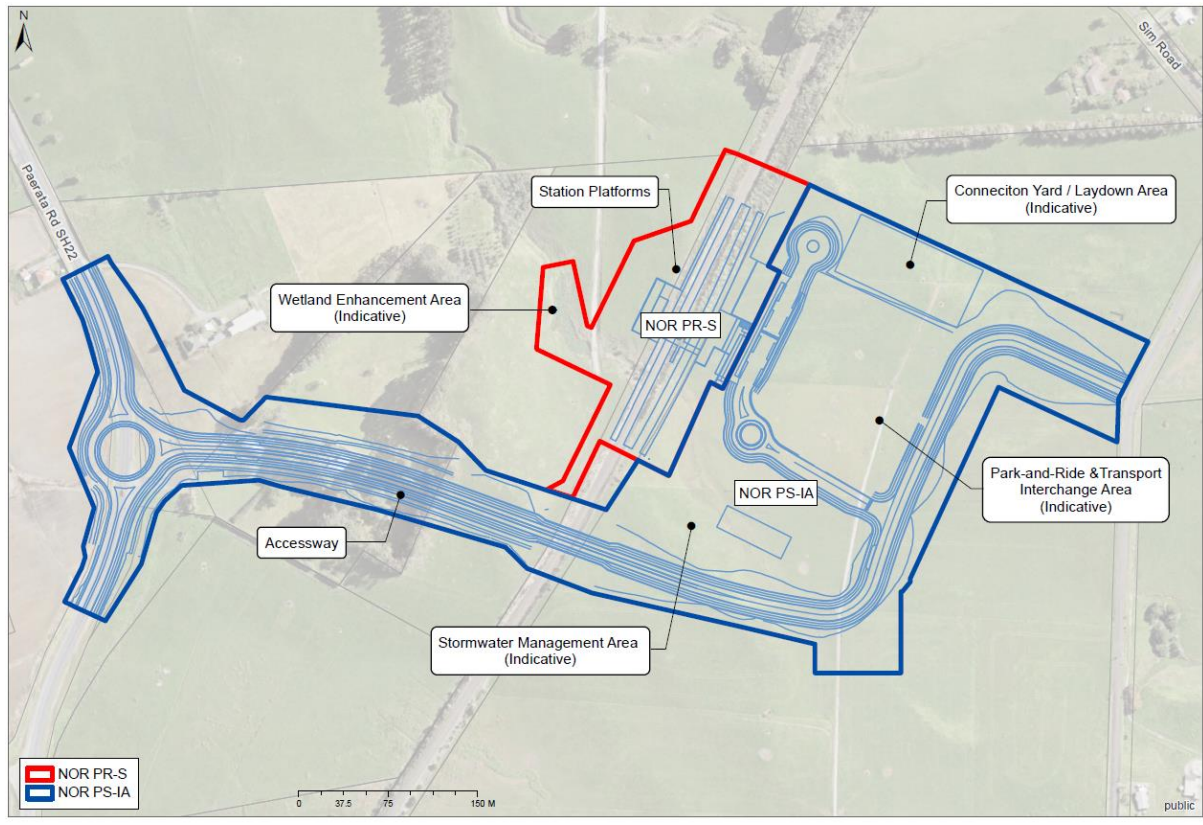 N
Sim Road
Paerata Rd SH22
Station Platforms
Conneciton Yard / Laydown Area
(Indicative)
Wetland Enhancement Area
(Indicative)
NOR PR-S
Park-and-Ride &Transport
Interchange Area
(Indicative)
NOR PS-IA
Accessway
Stormwater Management Area
(Indicative)
NOR PR-S
NOR PS-IA
0 37.5 75 150 M
public